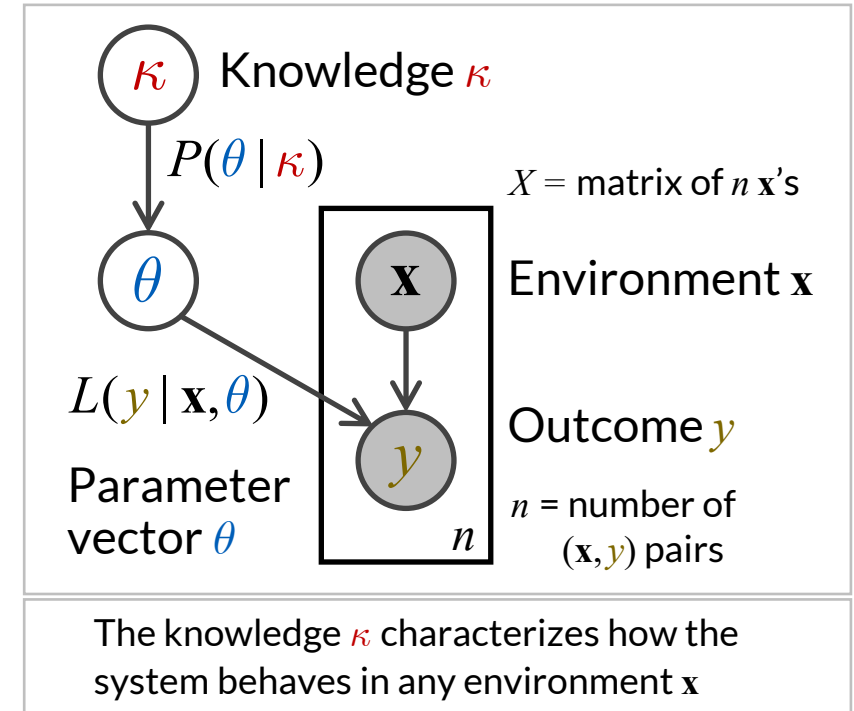 κ
Knowledge κ
P(θ | κ)
X = matrix of n x's
θ
x
Environment x
L(y | x, θ)
Outcome y
y
Parameter
vector θ
n = number of
(x, y) pairs
n
The knowledge κ characterizes how the
system behaves in any environment x